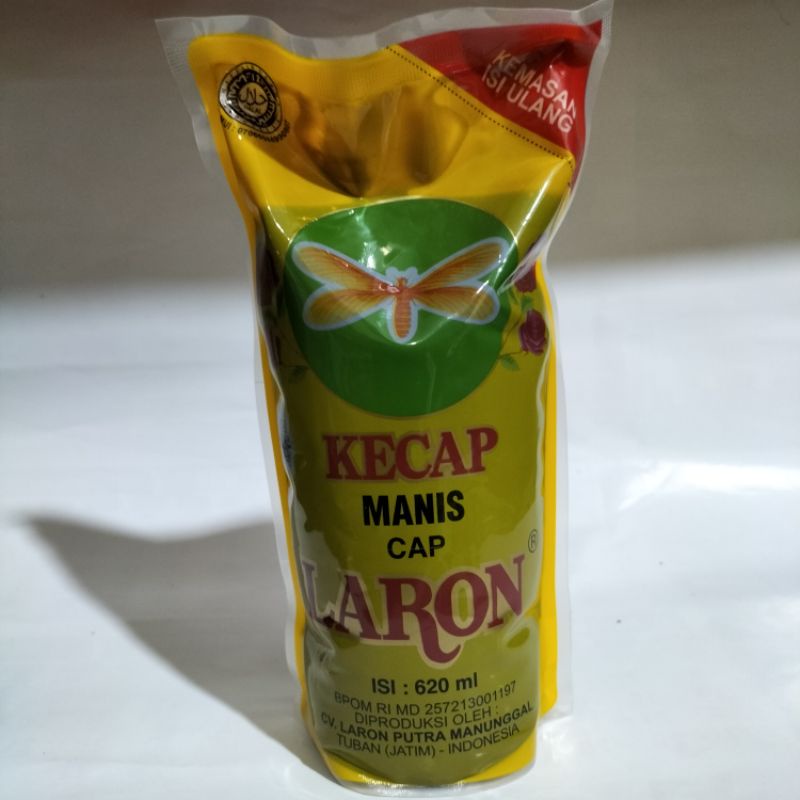 KEMASAN
ISI ULANG
KECAP
MANIS
CAP
LARON
®
ISI : 620 ml
BPOM RI MD 257213001197
DIPRODUKSI OLEH :
CV. LARON PUTRA MANUNGGAL
TUBAN (JATIM) - INDONESIA